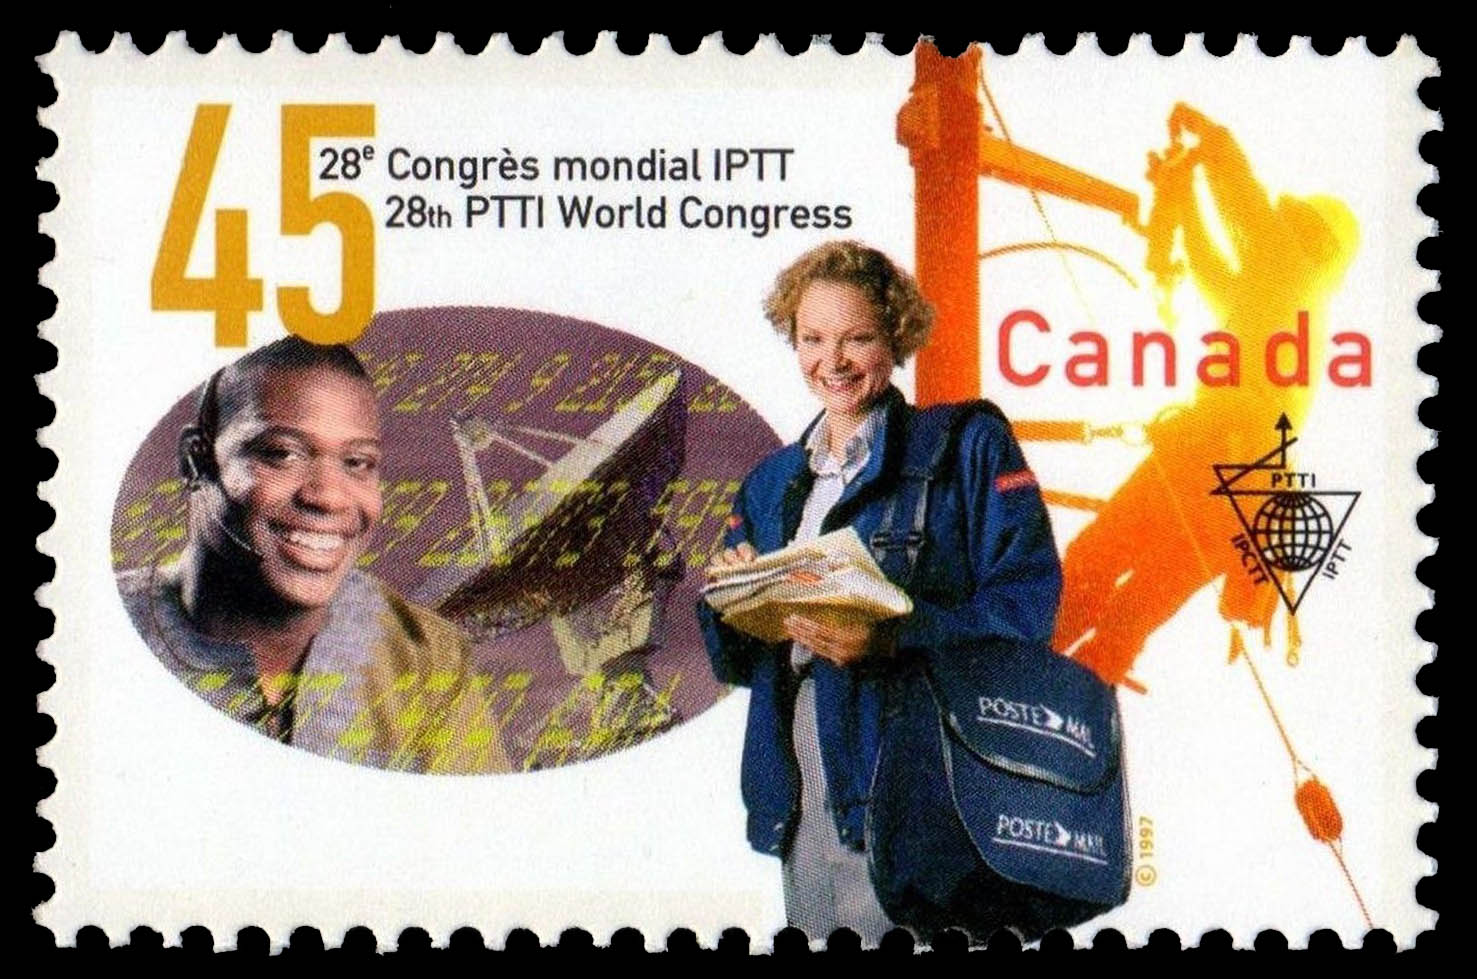 45
28e Congrès mondial IPTT
28th PTTI World Congress
Canada
PTTI
IPCTT
IPTT
POSTE MAIL
POSTE MAIL
© 1997